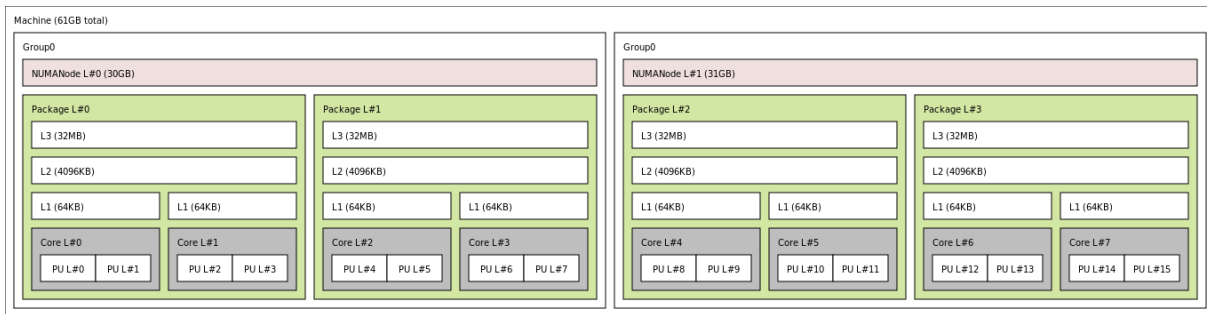 Machine (61GB total)
Group0
NUMANode L#0 (30GB)
Package L#0
L3 (32MB)
L2 (4096KB)
L1 (64KB)
L1 (64KB)
Core L#0
PU L#0
PU L#1
Core L#1
PU L#2
PU L#3
Package L#1
L3 (32MB)
L2 (4096KB)
L1 (64KB)
L1 (64KB)
Core L#2
PU L#4
PU L#5
Core L#3
PU L#6
PU L#7
Group0
NUMANode L#1 (31GB)
Package L#2
L3 (32MB)
L2 (4096KB)
L1 (64KB)
L1 (64KB)
Core L#4
PU L#8
PU L#9
Core L#5
PU L#10
PU L#11
Package L#3
L3 (32MB)
L2 (4096KB)
L1 (64KB)
L1 (64KB)
Core L#6
PU L#12
PU L#13
Core L#7
PU L#14
PU L#15